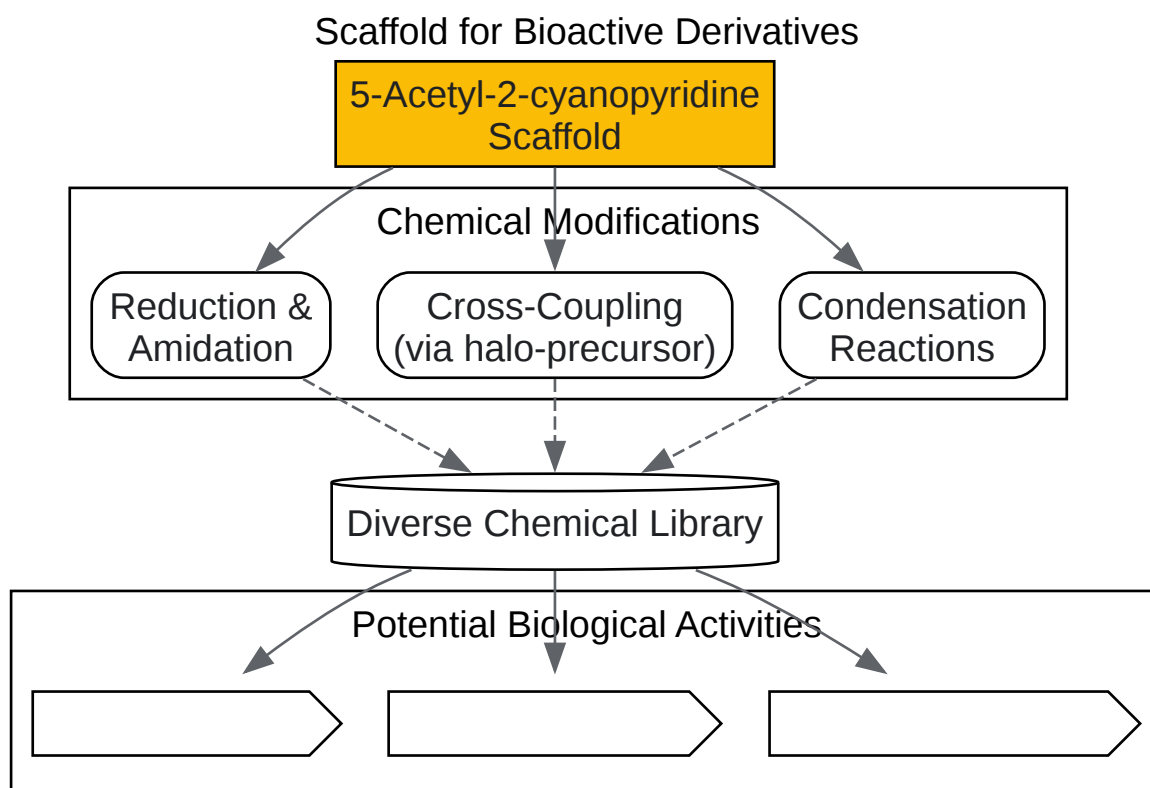 Scaffold for Bioactive Derivatives
5-Acetyl-2-cyanopyridine
Scaffold
Chemical Modifications
Reduction &
Amidation
Cross-Coupling
(via halo-precursor)
Condensation
Reactions
Diverse Chemical Library
Potential Biological Activities